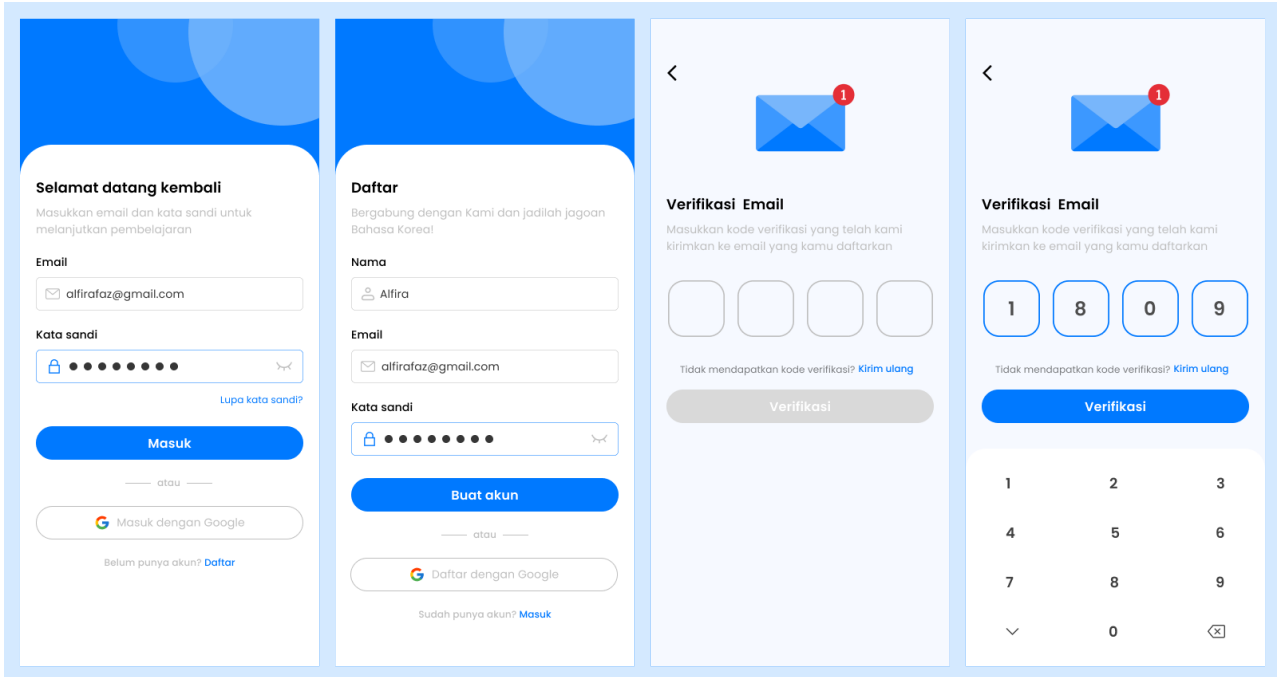 Selamat datang kembali
Masukkan email dan kata sandi untuk
melanjutkan pembelajaran
Email
alfirafaz@gmail.com
Kata sandi
Lupa kata sandi?
Masuk
atau
Masuk dengan Google
Belum punya akun? Daftar
Daftar
Bergabung dengan Kami dan jadilah jagoan
Bahasa Korea!
Nama
Alfira
Email
alfirafaz@gmail.com
Kata sandi
Buat akun
atau
Daftar dengan Google
Sudah punya akun? Masuk
1
Verifikasi Email
Masukkan kode verifikasi yang telah kami
kirimkan ke email yang kamu daftarkan
Tidak mendapatkan kode verifikasi? Kirim ulang
Verifikasi
1
Verifikasi Email
Masukkan kode verifikasi yang telah kami
kirimkan ke email yang kamu daftarkan
1 8 0 9
Tidak mendapatkan kode verifikasi? Kirim ulang
Verifikasi
1 2 3
4 5 6
7 8 9
0